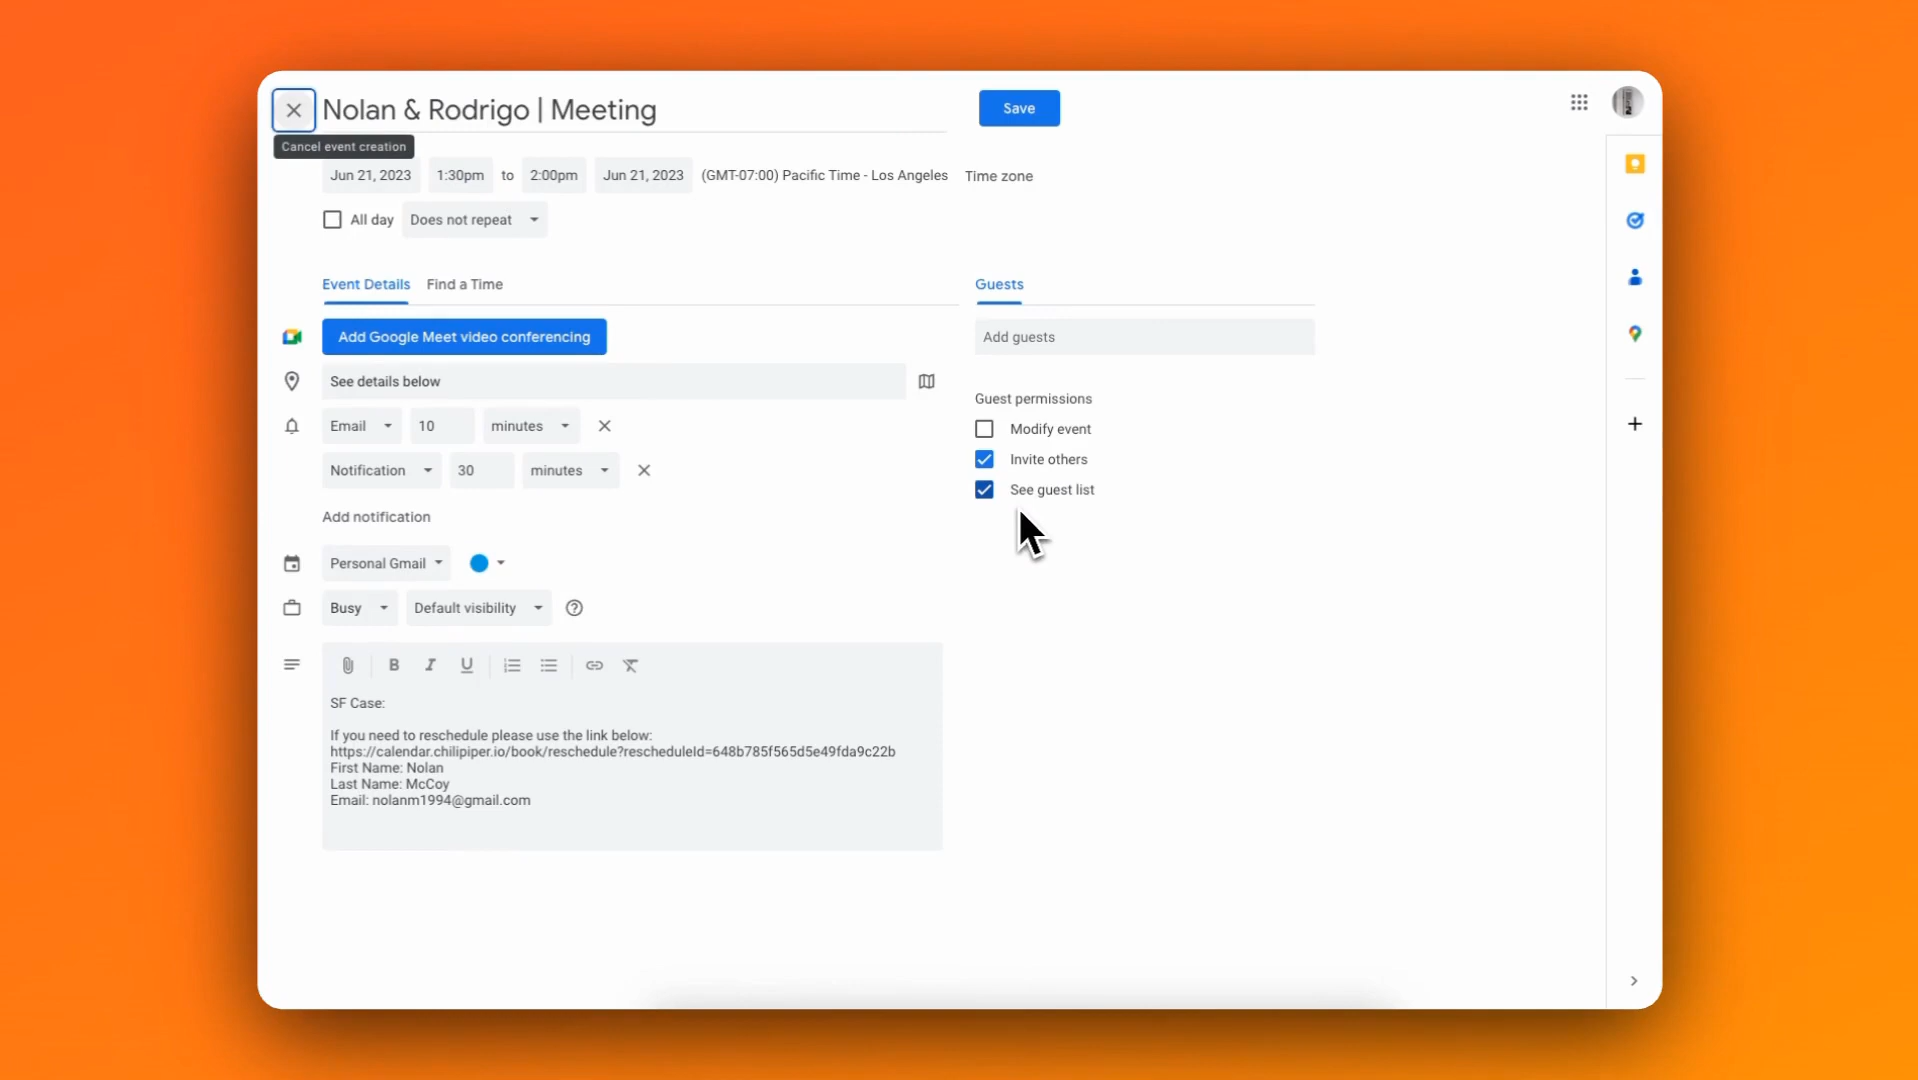 Nolan & Rodrigo | Meeting
Save
Cancel event creation
Jun 21, 2023 1:30pm to 2:00pm Jun 21, 2023 (GMT-07:00) Pacific Time - Los Angeles Time zone
All day Does not repeat
Event Details Find a Time
Guests
Add Google Meet video conferencing
Add guests
See details below
Guest permissions
Email 10 minutes
Modify event
Invite others
Notification 30 minutes
See guest list
Add notification
Personal Gmail
Busy Default visibility
SF Case:
If you need to reschedule please use the link below:
https://calendar.chilipiper.io/book/reschedule?rescheduleId=648b785f565d5e49fda9c22b
First Name: Nolan
Last Name: McCoy
Email: nolanm1994@gmail.com